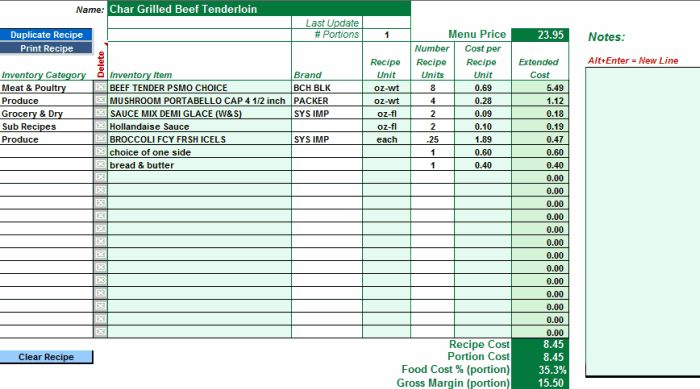 Name: Char Grilled Beef Tenderloin
Last Update
Duplicate Recipe # Portions 1 Menu Price 23.95 Notes:
Print Recipe
Delete
Number Cost per
Recipe Recipe Recipe Extended Alt+Enter = New Line
Inventory Category Inventory Item Brand Unit Units Unit Cost
Meat & Poultry BEEF TENDER PSMO CHOICE BCH BLK oz-wt 8 0.69 5.49
Produce MUSHROOM PORTABELLO CAP 4 1/2 inch PACKER oz-wt 4 0.28 1.12
Grocery & Dry SAUCE MIX DEMI GLACE (W&S) SYS IMP oz-fl 2 0.09 0.18
Sub Recipes Hollandaise Sauce oz-fl 2 0.10 0.19
Produce BROCCOLI FCY FRSH ICELS SYS IMP each .25 1.89 0.47
choice of one side 1 0.60 0.60
bread & butter 1 0.40 0.40
0.00
0.00
0.00
0.00
0.00
0.00
0.00
0.00
0.00
0.00
0.00
0.00
0.00
Recipe Cost 8.45
Clear Recipe Portion Cost 8.45
Food Cost % (portion) 35.3%
Gross Margin (portion) 15.50